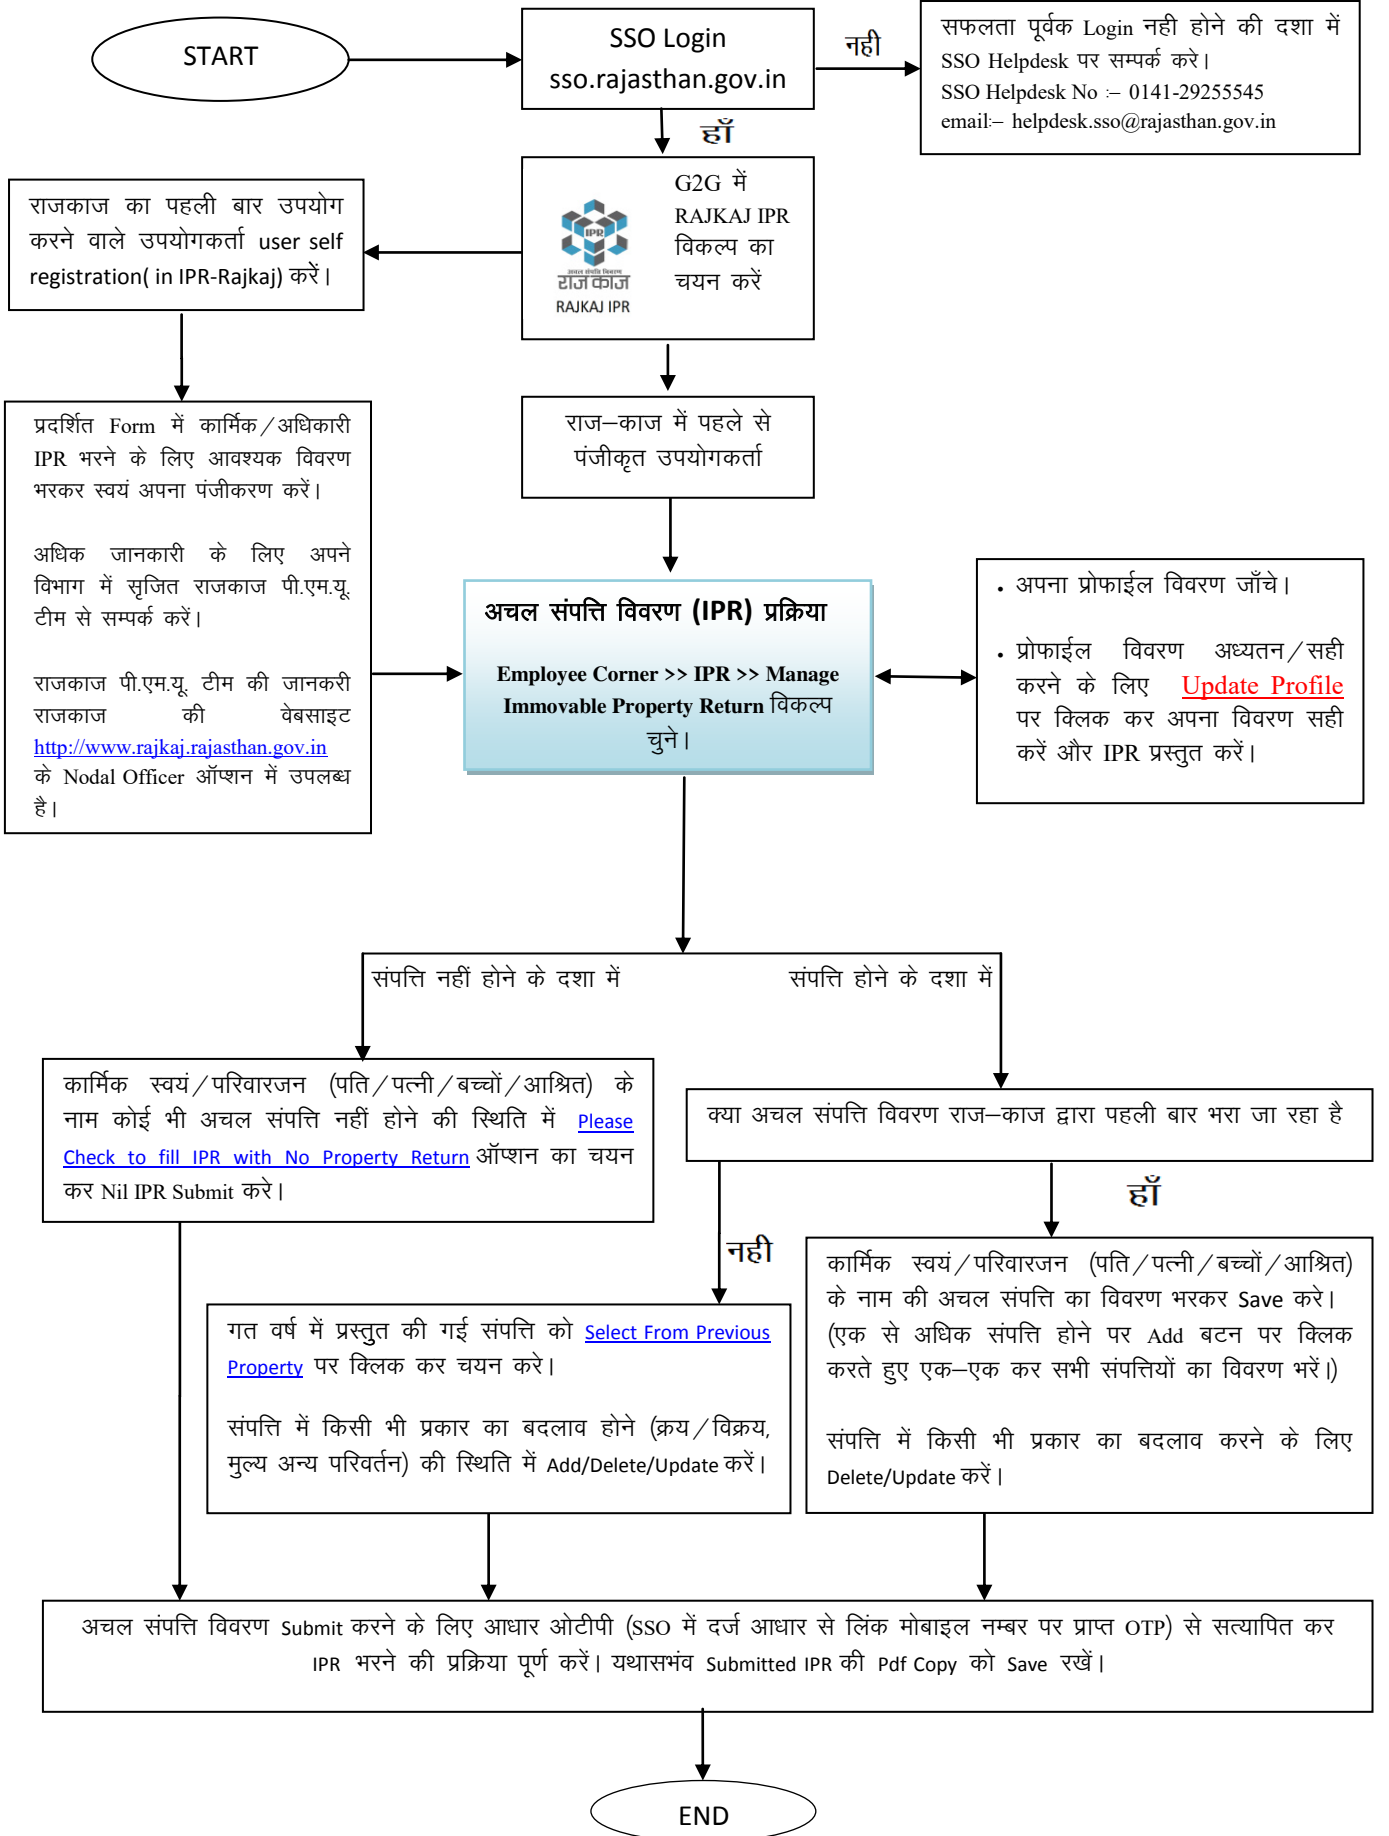 START
SSO Login
sso.rajasthan.gov.in
नही
सफलता पूर्वक Login नही होने की दशा में
SSO Helpdesk पर सम्पर्क करे।
SSO Helpdesk No :– 0141-29255545
email:– helpdesk.sso@rajasthan.gov.in
हाँ
G2G में
RAJKAJ IPR
विकल्प का
चयन करें
IPR
अचल संपत्ति विवरण
राज काज
RAJKAJ IPR
राजकाज का पहली बार उपयोग
करने वाले उपयोगकर्ता user self
registration( in IPR-Rajkaj) करें।
राज–काज में पहले से
पंजीकृत उपयोगकर्ता
प्रदर्शित Form में कार्मिक/अधिकारी
IPR भरने के लिए आवश्यक विवरण
भरकर स्वयं अपना पंजीकरण करें।
अधिक जानकारी के लिए अपने
विभाग में सृजित राजकाज पी.एम.यू.
टीम से सम्पर्क करें।
राजकाज पी.एम.यू. टीम की जानकरी
राजकाज की वेबसाइट
http://www.rajkaj.rajasthan.gov.in
के Nodal Officer ऑप्शन में उपलब्ध
है।
अचल संपत्ति विवरण (IPR) प्रक्रिया
Employee Corner >> IPR >> Manage
Immovable Property Return विकल्प
चुने।
• अपना प्रोफाईल विवरण जाँचे।
• प्रोफाईल विवरण अध्यतन/सही
करने के लिए Update Profile
पर क्लिक कर अपना विवरण सही
करें और IPR प्रस्तुत करें।
संपत्ति नहीं होने के दशा में
संपत्ति होने के दशा में
कार्मिक स्वयं/परिवारजन (पति/पत्नी/बच्चों/आश्रित) के
नाम कोई भी अचल संपत्ति नहीं होने की स्थिति में Please
Check to fill IPR with No Property Return ऑप्शन का चयन
कर Nil IPR Submit करे।
क्या अचल संपत्ति विवरण राज–काज द्वारा पहली बार भरा जा रहा है
हाँ
नही
गत वर्ष में प्रस्तुत की गई संपत्ति को Select From Previous
Property पर क्लिक कर चयन करे।
संपत्ति में किसी भी प्रकार का बदलाव होने (क्रय/विक्रय,
मुल्य अन्य परिवर्तन) की स्थिति में Add/Delete/Update करें।
कार्मिक स्वयं/परिवारजन (पति/पत्नी/बच्चों/आश्रित)
के नाम की अचल संपत्ति का विवरण भरकर Save करे।
(एक से अधिक संपत्ति होने पर Add बटन पर क्लिक
करते हुए एक–एक कर सभी संपत्तियों का विवरण भरें।)
संपत्ति में किसी भी प्रकार का बदलाव करने के लिए
Delete/Update करें।
अचल संपत्ति विवरण Submit करने के लिए आधार ओटीपी (SSO में दर्ज आधार से लिंक मोबाइल नम्बर पर प्राप्त OTP) से सत्यापित कर
IPR भरने की प्रक्रिया पूर्ण करें। यथासभंव Submitted IPR की Pdf Copy को Save रखें।
END